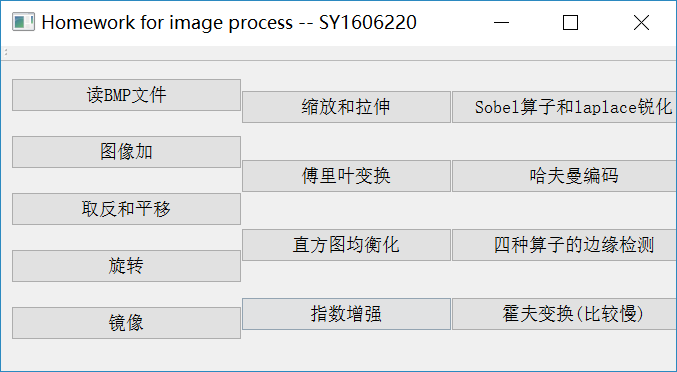 Homework for image process -- SY1606220
读BMP文件
图像加
取反和平移
旋转
镜像
缩放和拉伸
傅里叶变换
直方图均衡化
指数增强
Sobel算子和laplace锐化
哈夫曼编码
四种算子的边缘检测
霍夫变换(比较慢)